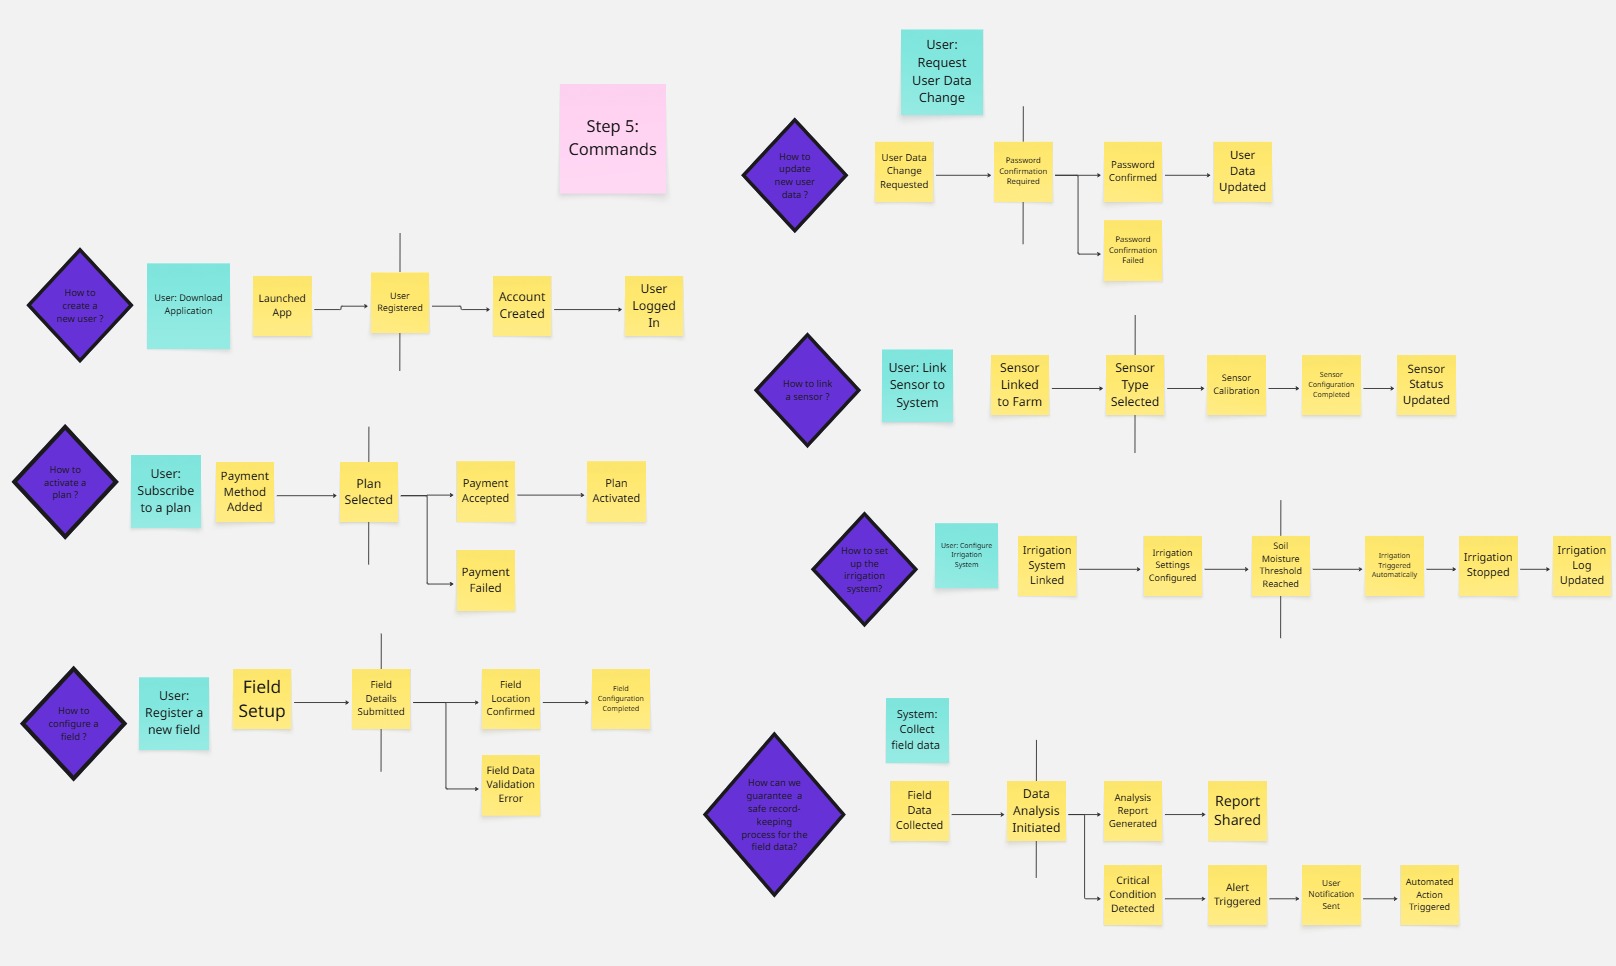 Step 5:
Commands
How to
create a
new user ?
User: Download
Application
Launched
App
User
Registered
Account
Created
User
Logged
In
How to
activate a
plan ?
User:
Subscribe
to a plan
Payment
Method
Added
Plan
Selected
Payment
Accepted
Plan
Activated
Payment
Failed
How to
configure a
field ?
User:
Register a
new field
Field
Setup
Field
Details
Submitted
Field
Location
Confirmed
Field
Configuration
Completed
Field Data
Validation
Error
User:
Request
User Data
Change
How to
update
new user
data ?
User Data
Change
Requested
Password
Confirmation
Required
Password
Confirmed
User
Data
Updated
Password
Confirmation
Failed
How to link
a sensor ?
User: Link
Sensor to
System
Sensor
Linked
to Farm
Sensor
Type
Selected
Sensor
Calibration
Sensor
Configuration
Completed
Sensor
Status
Updated
How to set
up the
irrigation
system?
User: Configure
Irrigation
System
Irrigation
System
Linked
Irrigation
Settings
Configured
Soil
Moisture
Threshold
Reached
Irrigation
Triggered
Automatically
Irrigation
Stopped
Irrigation
Log
Updated
How can we
guarantee a
safe record-
keeping
process for the
field data?
System:
Collect
field data
Field
Data
Collected
Data
Analysis
Initiated
Analysis
Report
Generated
Report
Shared
Critical
Condition
Detected
Alert
Triggered
User
Notification
Sent
Automated
Action
Triggered